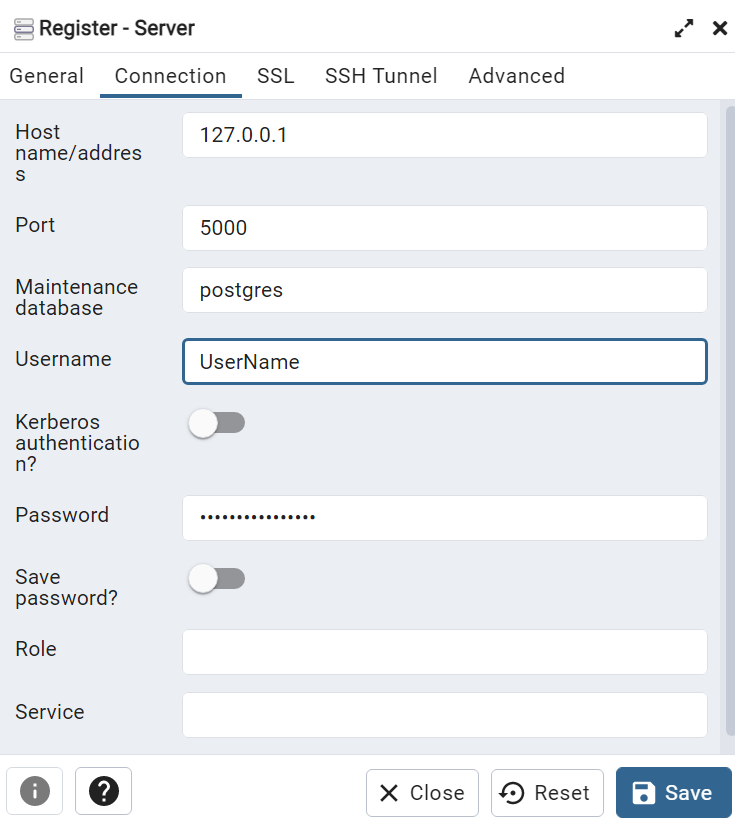 Register - Server
General Connection SSL SSH Tunnel Advanced
Host
name/addres
s
127.0.0.1
Port
5000
Maintenance
database
postgres
Username
UserName
Kerberos
authenticatio
n?
Password
••••••••••••••••
Save
password?
Role
Service
Close Reset Save